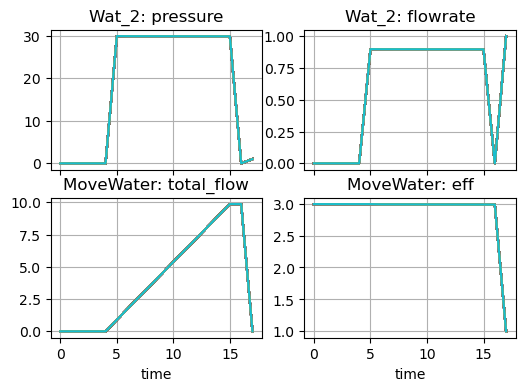 Wat_2: pressure
Wat_2: flowrate
30
20
10
0
1.00
0.75
0.50
0.25
0.00
MoveWater: total_flow
MoveWater: eff
10.0
7.5
5.0
2.5
0.0
3.0
2.5
2.0
1.5
1.0
0 5 10 15
0 5 10 15
time
time